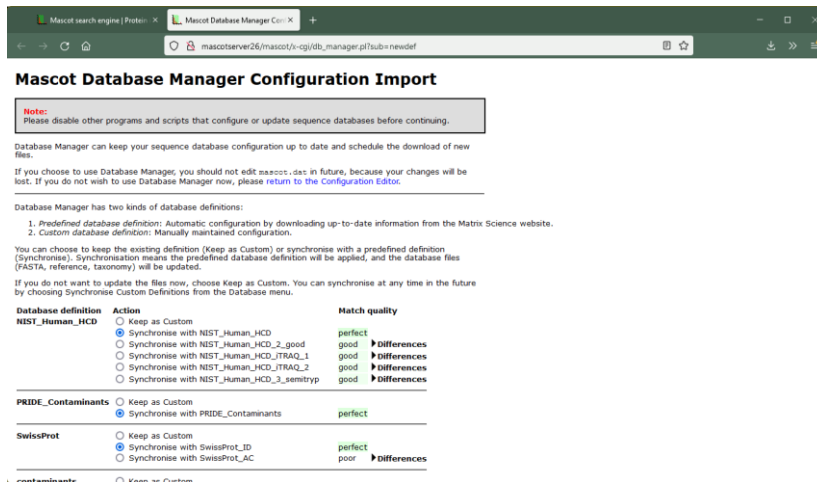 Mascot search engine | Protein
Mascot Database Manager Con
mascotserver26/mascot/x-cgi/db_manager.pl?sub=newdef
Mascot Database Manager Configuration Import
Note:
Please disable other programs and scripts that configure or update sequence databases before continuing.
Database Manager can keep your sequence database configuration up to date and schedule the download of new
files.
If you choose to use Database Manager, you should not edit mascot.dat in future, because your changes will be
lost. If you do not wish to use Database Manager now, please return to the Configuration Editor.
Database Manager has two kinds of database definitions:
1. Predefined database definition: Automatic configuration by downloading up-to-date information from the Matrix Science website.
2. Custom database definition: Manually maintained configuration.
You can choose to keep the existing definition (Keep as Custom) or synchronise with a predefined definition
(Synchronise). Synchronisation means the predefined database definition will be applied, and the database files
(FASTA, reference, taxonomy) will be updated.
If you do not want to update the files now, choose Keep as Custom. You can synchronise at any time in the future
by choosing Synchronise Custom Definitions from the Database menu.
Database definition Action Match quality
NIST_Human_HCD Keep as Custom
Synchronise with NIST_Human_HCD perfect
Synchronise with NIST_Human_HCD_2_good good Differences
Synchronise with NIST_Human_HCD_iTRAQ_1 good Differences
Synchronise with NIST_Human_HCD_iTRAQ_2 good Differences
Synchronise with NIST_Human_HCD_3_semitryp good Differences
PRIDE_Contaminants Keep as Custom
Synchronise with PRIDE_Contaminants perfect
SwissProt Keep as Custom
Synchronise with SwissProt_ID perfect
Synchronise with SwissProt_AC poor Differences
contaminants Keep as Custom